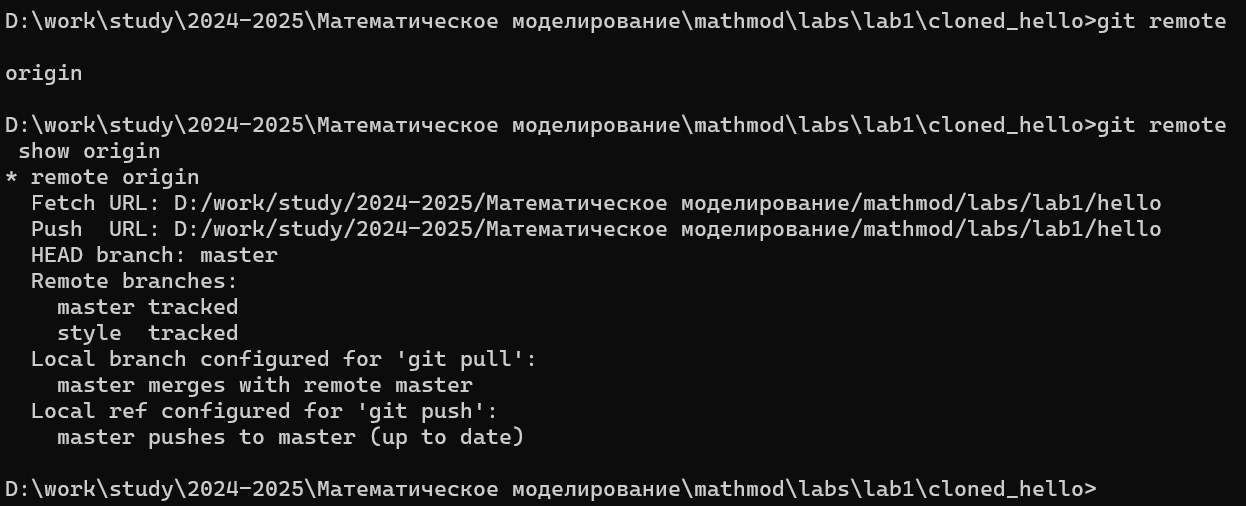 D:\work\study\2024-2025\Математическое моделирование\mathmod\labs\lab1\cloned_hello>git remote
origin
D:\work\study\2024-2025\Математическое моделирование\mathmod\labs\lab1\cloned_hello>git remote
 show origin
* remote origin
  Fetch URL: D:/work/study/2024-2025/Математическое моделирование/mathmod/labs/lab1/hello
  Push  URL: D:/work/study/2024-2025/Математическое моделирование/mathmod/labs/lab1/hello
  HEAD branch: master
  Remote branches:
    master tracked
    style  tracked
  Local branch configured for 'git pull':
    master merges with remote master
  Local ref configured for 'git push':
    master pushes to master (up to date)
D:\work\study\2024-2025\Математическое моделирование\mathmod\labs\lab1\cloned_hello>